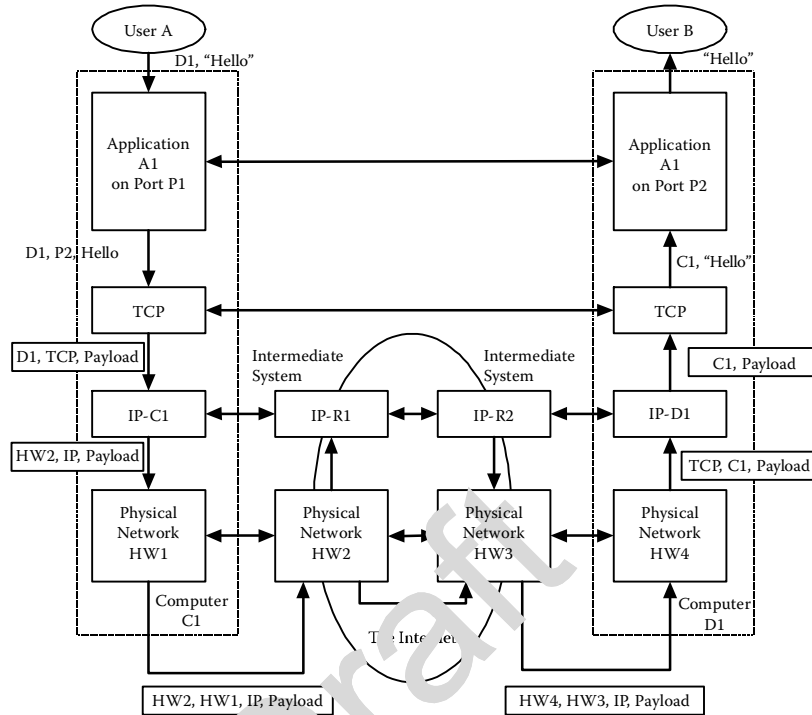 User A
User B
D1, “Hello”
“Hello”
Application
A1
on Port P1
Application
A1
on Port P2
D1, P2, Hello
C1, “Hello”
TCP
TCP
D1, TCP, Payload
Intermediate
System
Intermediate
System
C1, Payload
IP-C1
IP-R1
IP-R2
IP-D1
HW2, IP, Payload
TCP, C1, Payload
Physical
Network
HW1
Physical
Network
HW2
Physical
Network
HW3
Physical
Network
HW4
Computer
C1
The Internet
Computer
D1
HW2, HW1, IP, Payload
HW4, HW3, IP, Payload
raft